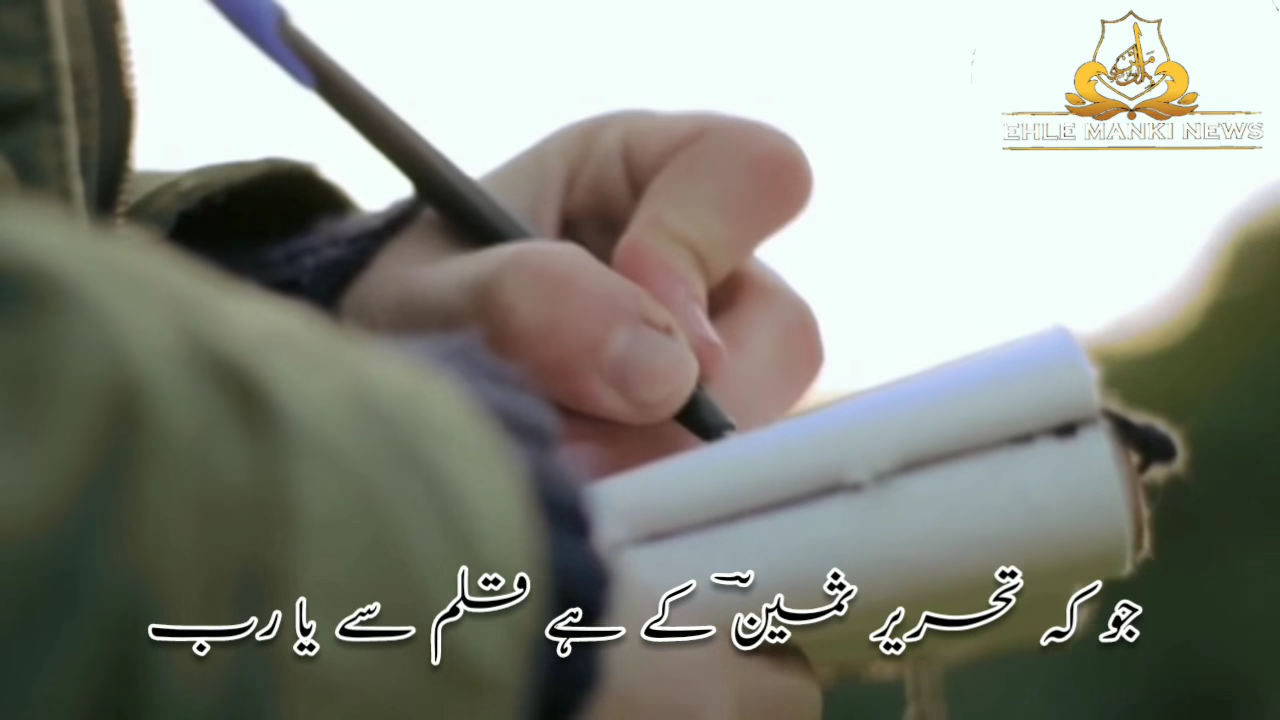 EHLE MANKI NEWS
جو کہ تحریر ثمینؔ کے ہے قلم سے یا رب